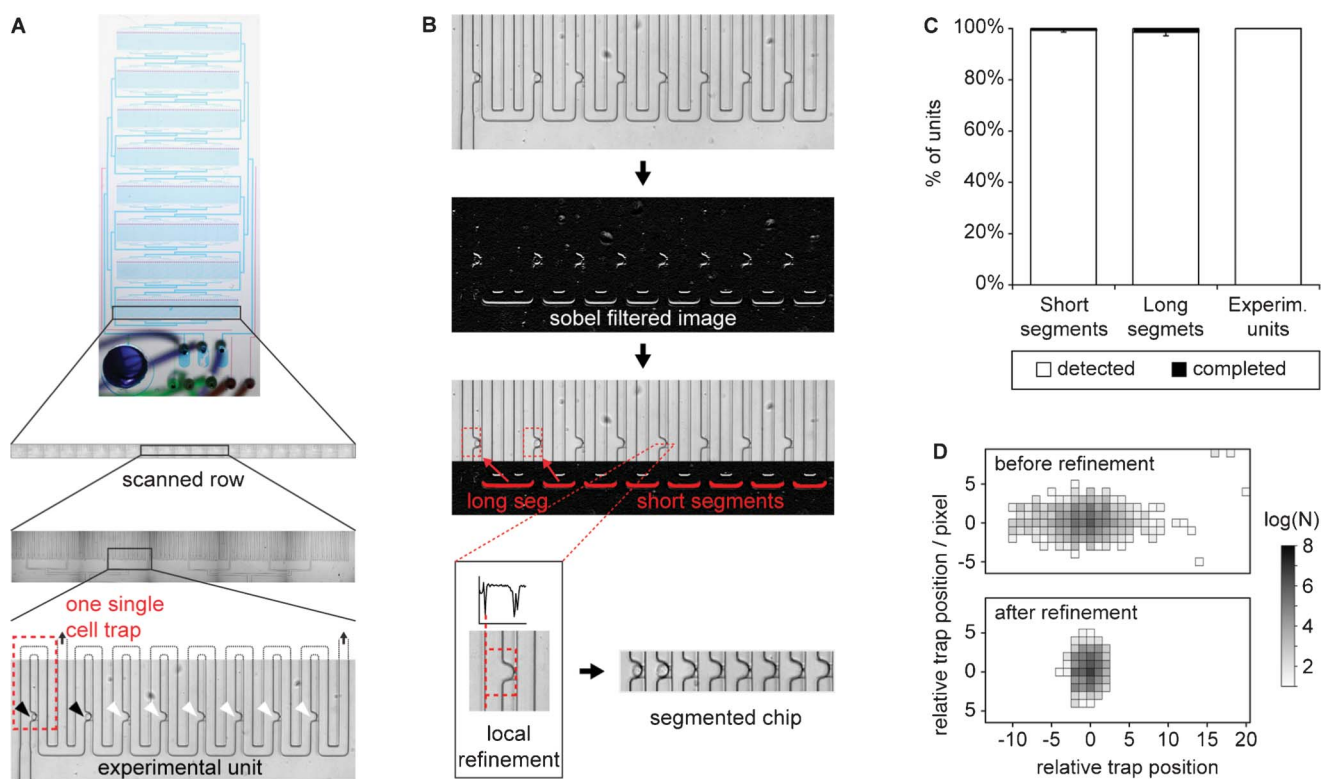 A
scanned row
one single
cell trap
experimental unit
B
sobel filtered image
long seg.
short segments
local
refinement
segmented chip
C
% of units
100%
80%
60%
40%
20%
0%
Short
segments
Long
segmets
Experim.
units
detected
completed
D
relative trap position / pixel
before refinement
5
0
-5
after refinement
5
0
5
-10
-5
0
5
10
15
20
relative trap position
log(N)
8
6
4
2